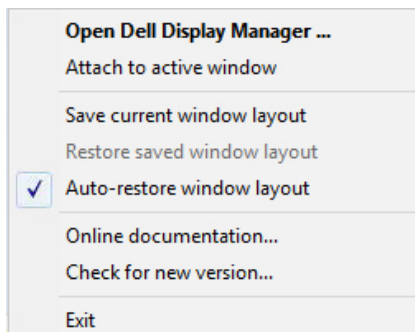 Open Dell Display Manager ...
Attach to active window
Save current window layout
Restore saved window layout
Auto-restore window layout
Online documentation...
Check for new version...
Exit